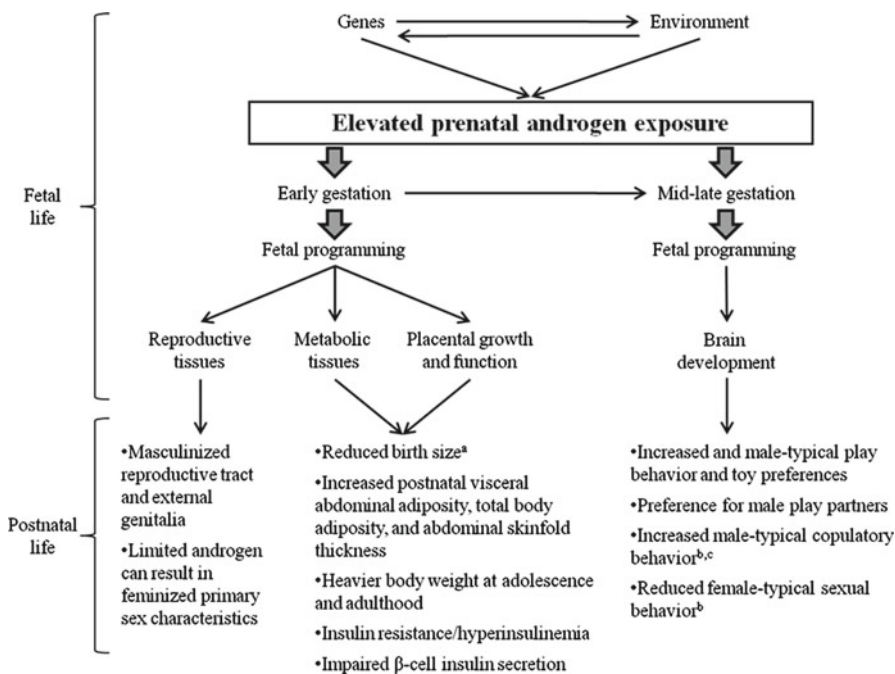 Genes
Environment
Elevated prenatal androgen exposure
Fetal
life
Early gestation
Mid-late gestation
Fetal programming
Fetal programming
Reproductive
tissues
Metabolic
tissues
Placental growth
and function
Brain
development
Postnatal
life
•Masculinized
reproductive tract
and external
genitalia
•Limited androgen
can result in
feminized primary
sex characteristics
•Reduced birth sizeᵃ
•Increased postnatal visceral
abdominal adiposity, total body
adiposity, and abdominal skinfold
thickness
•Heavier body weight at adolescence
and adulthood
•Insulin resistance/hyperinsulinemia
•Impaired β-cell insulin secretion
•Increased and male-typical play
behavior and toy preferences
•Preference for male play partners
•Increased male-typical copulatory
behaviorᵇ,ᶜ
•Reduced female-typical sexual
behaviorᵇ